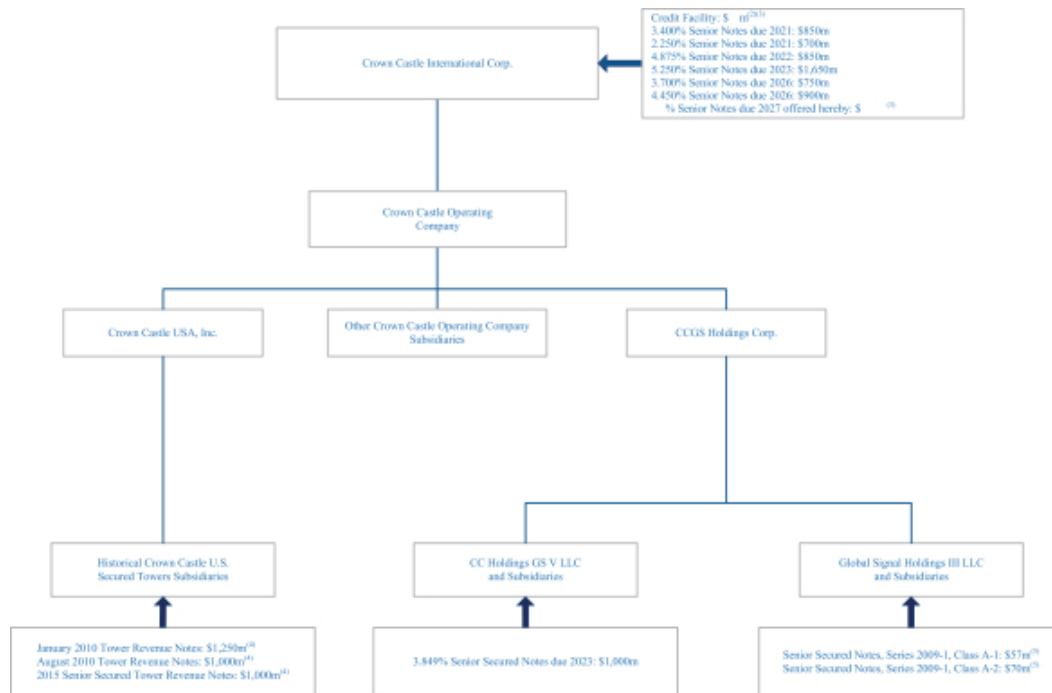 Credit Facility: $ m(2)(3)
3.400% Senior Notes due 2021: $850m
2.250% Senior Notes due 2021: $700m
4.875% Senior Notes due 2022: $850m
5.250% Senior Notes due 2023: $1,650m
3.700% Senior Notes due 2026: $750m
4.450% Senior Notes due 2026: $900m
% Senior Notes due 2027 offered hereby: $ (3)
Crown Castle International Corp.
Crown Castle Operating
Company
Crown Castle USA, Inc.
Other Crown Castle Operating Company
Subsidiaries
CCGS Holdings Corp.
Historical Crown Castle U.S.
Secured Towers Subsidiaries
CC Holdings GS V LLC
and Subsidiaries
Global Signal Holdings III LLC
and Subsidiaries
January 2010 Tower Revenue Notes: $1,250m(4)
August 2010 Tower Revenue Notes: $1,000m(4)
2015 Senior Secured Tower Revenue Notes: $1,000m(4)
3.849% Senior Secured Notes due 2023: $1,000m
Senior Secured Notes, Series 2009-1, Class A-1: $57m(5)
Senior Secured Notes, Series 2009-1, Class A-2: $70m(5)